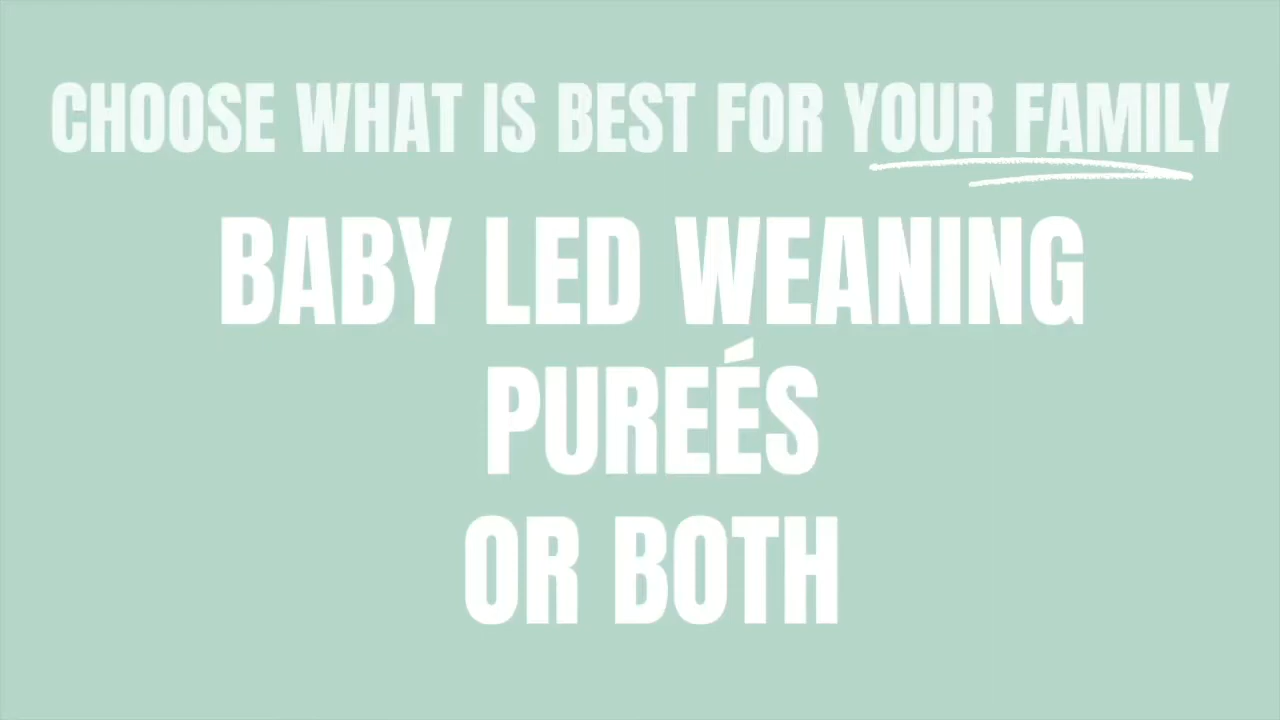 CHOOSE WHAT IS BEST FOR YOUR FAMILY
BABY LED WEANING
PUREÉS
OR BOTH